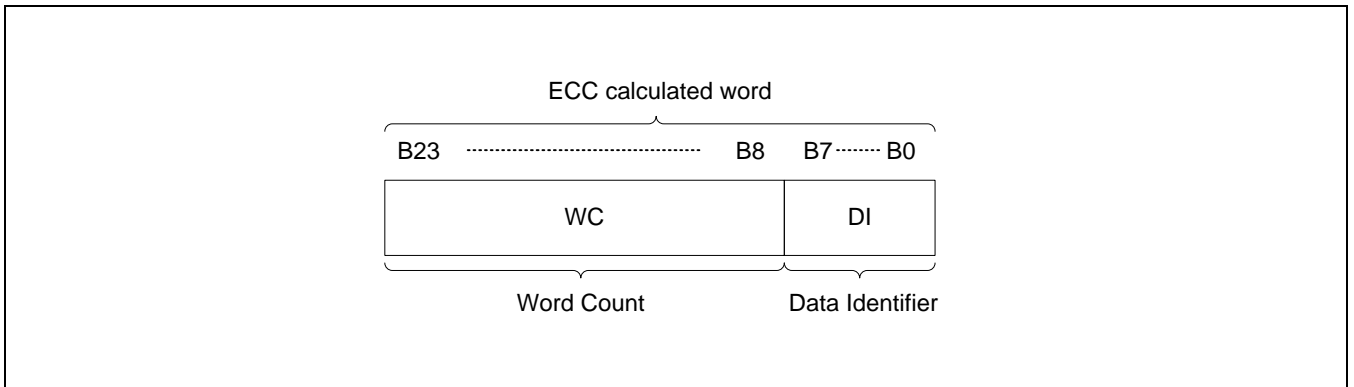 ECC calculated word
B23 B8 B7 B0
WC DI
Word Count Data Identifier